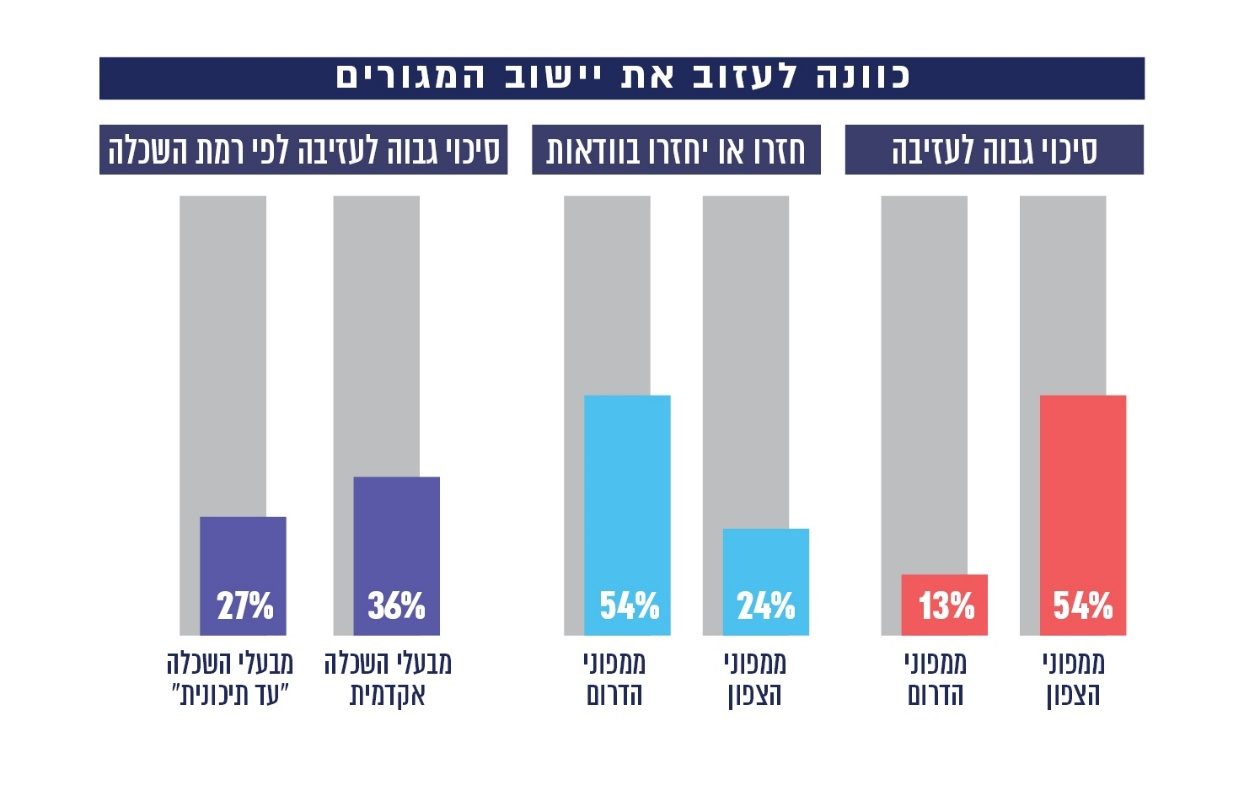 כוונה לעזוב את יישוב המגורים
סיכוי גבוה לעזיבה
54%
ממפוני
הצפון
13%
ממפוני
הדרום
חזרו או יחזרו בוודאות
24%
ממפוני
הצפון
54%
ממפוני
הדרום
סיכוי גבוה לעזיבה לפי רמת השכלה
36%
מבעלי השכלה
אקדמית
27%
מבעלי השכלה
"עד תיכונית"